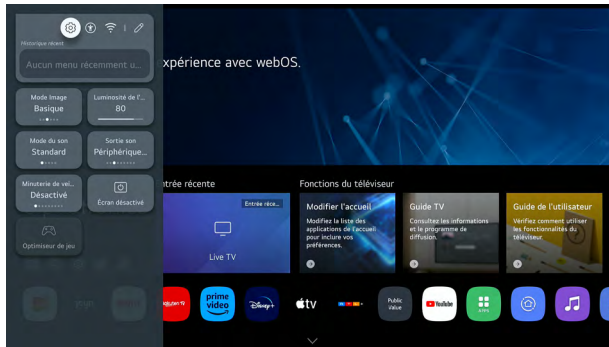 Historique récent
Aucun menu récemment u...
Mode Image
Basique
Luminosité de l'...
80
Mode du son
Standard
Sortie son
Périphérique...
Minuterie de vei...
Désactivé
Écran désactivé
Optimiseur de jeu
xpérience avec webOS.
ntrée récente
Entrée réce...
Live TV
Fonctions du téléviseur
Modifier l'accueil
Modifiez la liste des
applications de l'accueil
pour inclure vos
préférences.
Guide TV
Consultez les informations
et le programme de
diffusion.
Guide de l'utilisateur
Vérifiez comment utiliser
les fonctionnalités du
téléviseur.
Rakuten TV
prime
video
Disney+
tv
Public
Value
YouTube
APPS